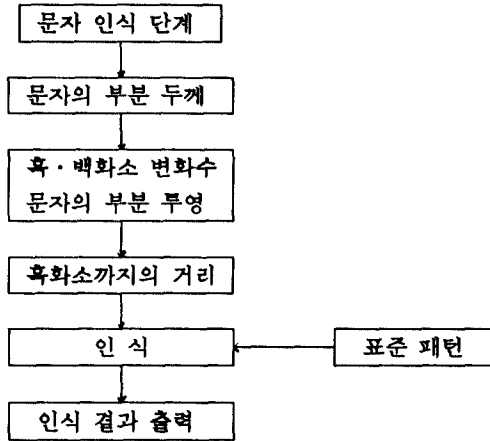 문자 인식 단계
문자의 부분 두께
흑·백화소 변화수
문자의 부분 투영
흑화소까지의 거리
인 식
표준 패턴
인식 결과 출력